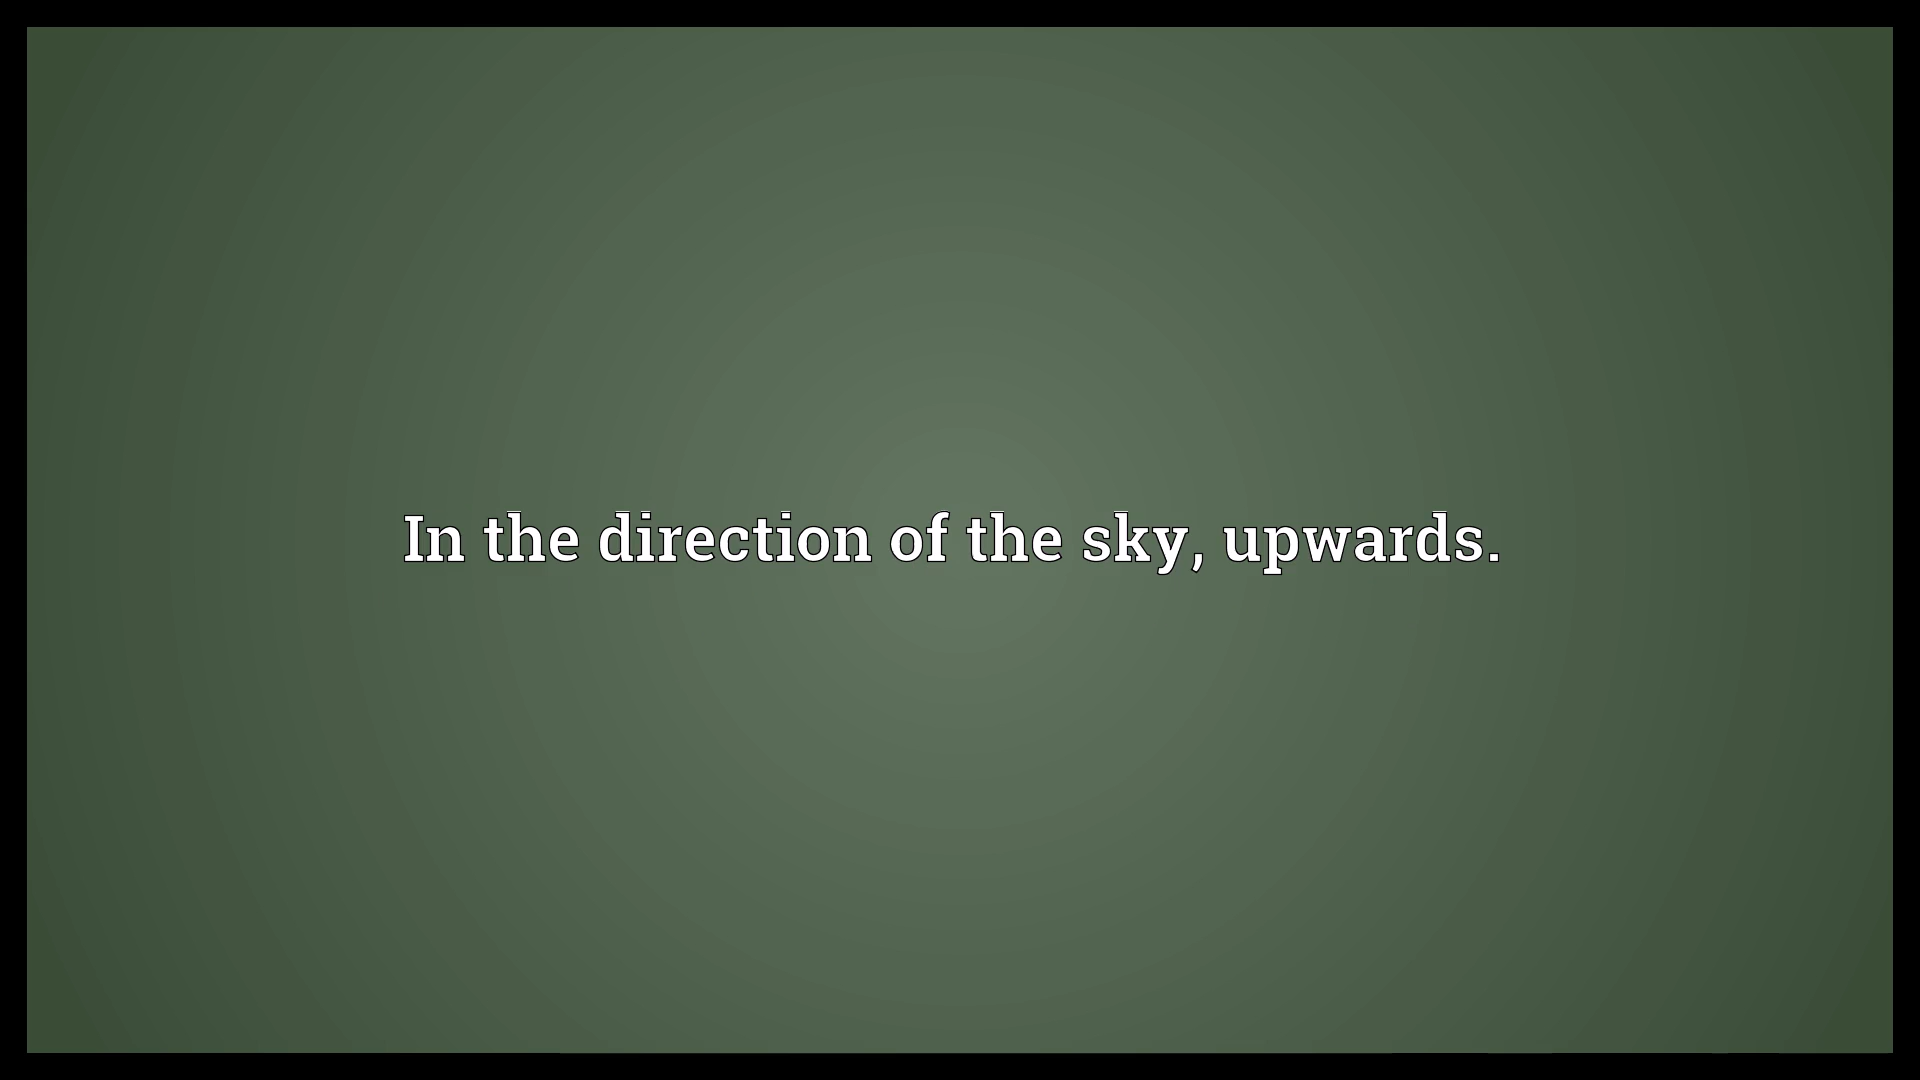 In the direction of the sky, upwards.